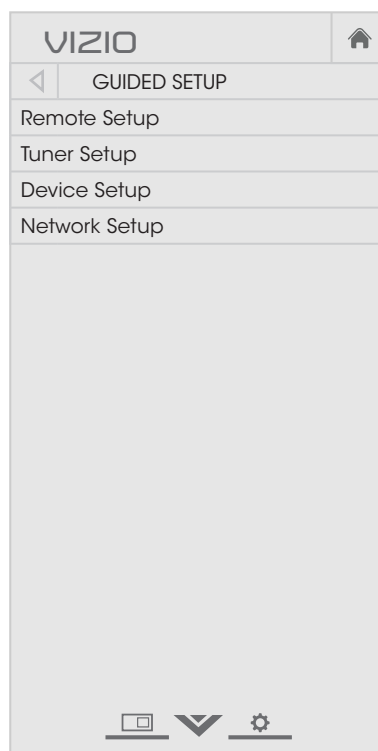 VIZIO
GUIDED SETUP
Remote Setup
Tuner Setup
Device Setup
Network Setup